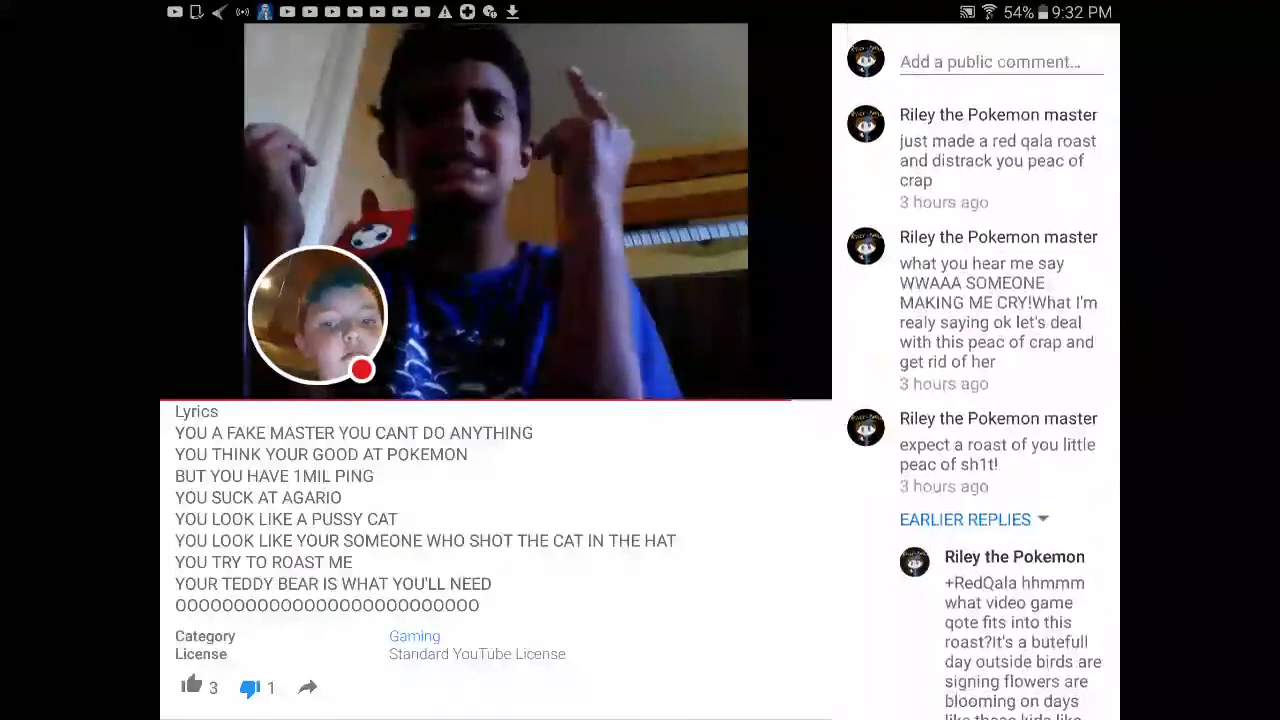 54% 9:32 PM
Add a public comment...
Riley the Pokemon master
just made a red qala roast
and distrack you peac of
crap
3 hours ago
Riley the Pokemon master
what you hear me say
WWAAA SOMEONE
MAKING ME CRY!What I'm
realy saying ok let's deal
with this peac of crap and
get rid of her
3 hours ago
Riley the Pokemon master
expect a roast of you little
peac of sh1t!
3 hours ago
EARLIER REPLIES
Riley the Pokemon
+RedQala hhmmm
what video game
qote fits into this
roast?It's a butefull
day outside birds are
signing flowers are
blooming on days
like these kids like
Lyrics
YOU A FAKE MASTER YOU CANT DO ANYTHING
YOU THINK YOUR GOOD AT POKEMON
BUT YOU HAVE 1MIL PING
YOU SUCK AT AGARIO
YOU LOOK LIKE A PUSSY CAT
YOU LOOK LIKE YOUR SOMEONE WHO SHOT THE CAT IN THE HAT
YOU TRY TO ROAST ME
YOUR TEDDY BEAR IS WHAT YOU'LL NEED
OOOOOOOOOOOOOOOOOOOOOOOOOO
Category Gaming
License Standard YouTube License
3 1